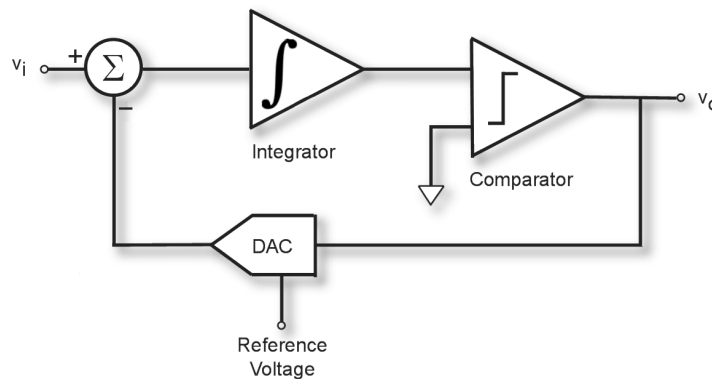 +
vᵢ
Σ
−
∫
Integrator
Comparator
DAC
Reference
Voltage